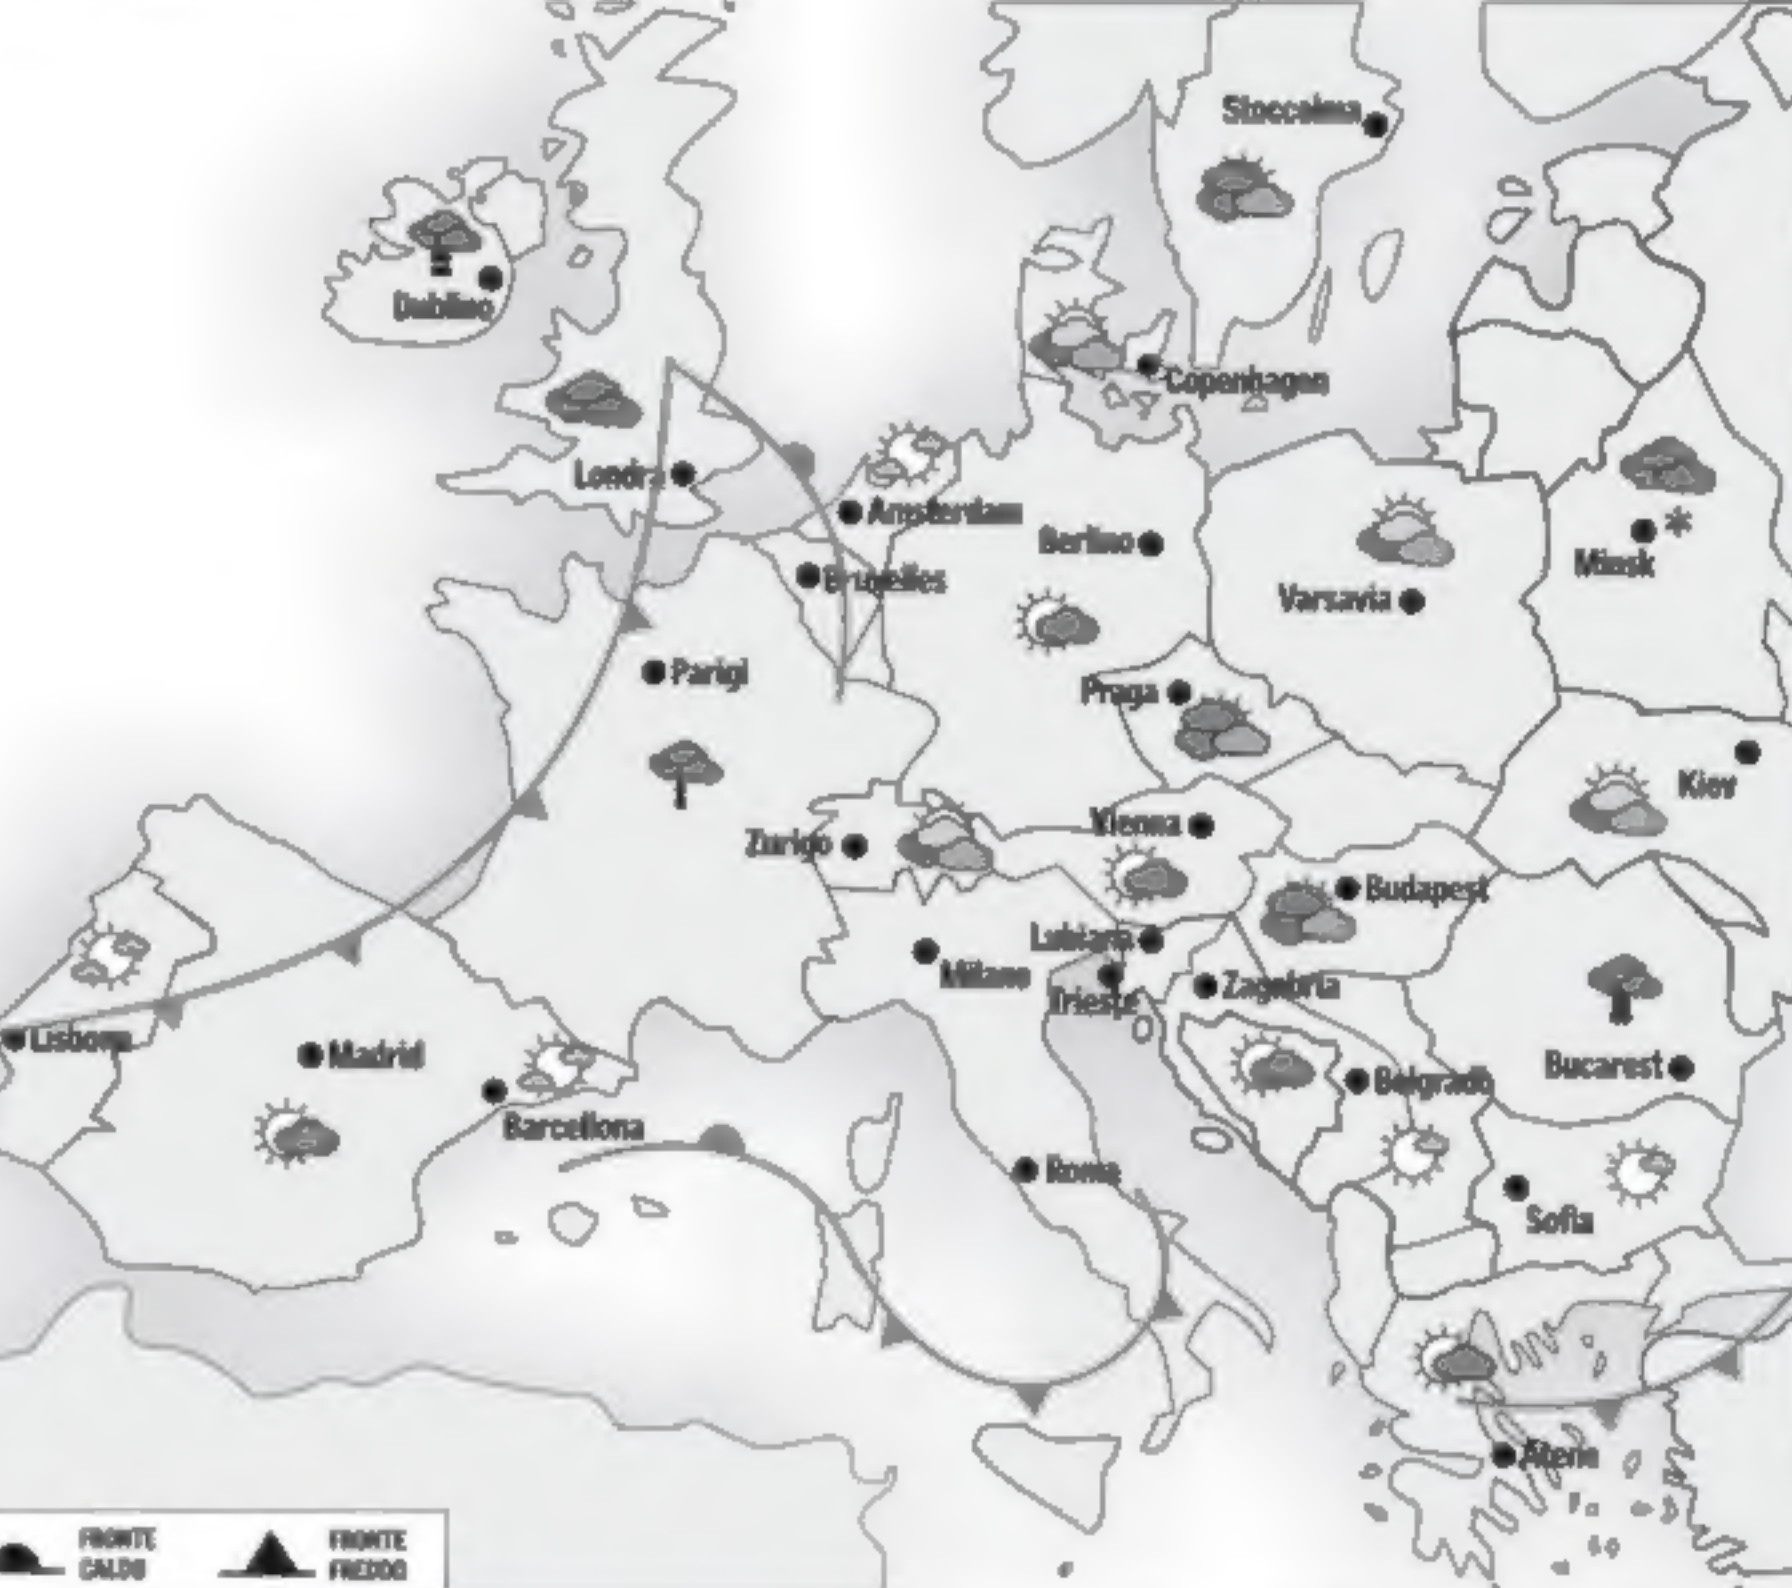 Stoccolma
Dublino
Copenhagen
Londra
Amsterdam
Berlino
Bruxelles
Varsavia
Minsk
Parigi
Praga
Kiev
Zurigo
Vienna
Budapest
Lubiana
Milano
Trieste
Zagabria
Lisbona
Madrid
Barcellona
Belgrado
Bucarest
Roma
Sofia
Atene
FRONTE
CALDO
FRONTE
FREDDO